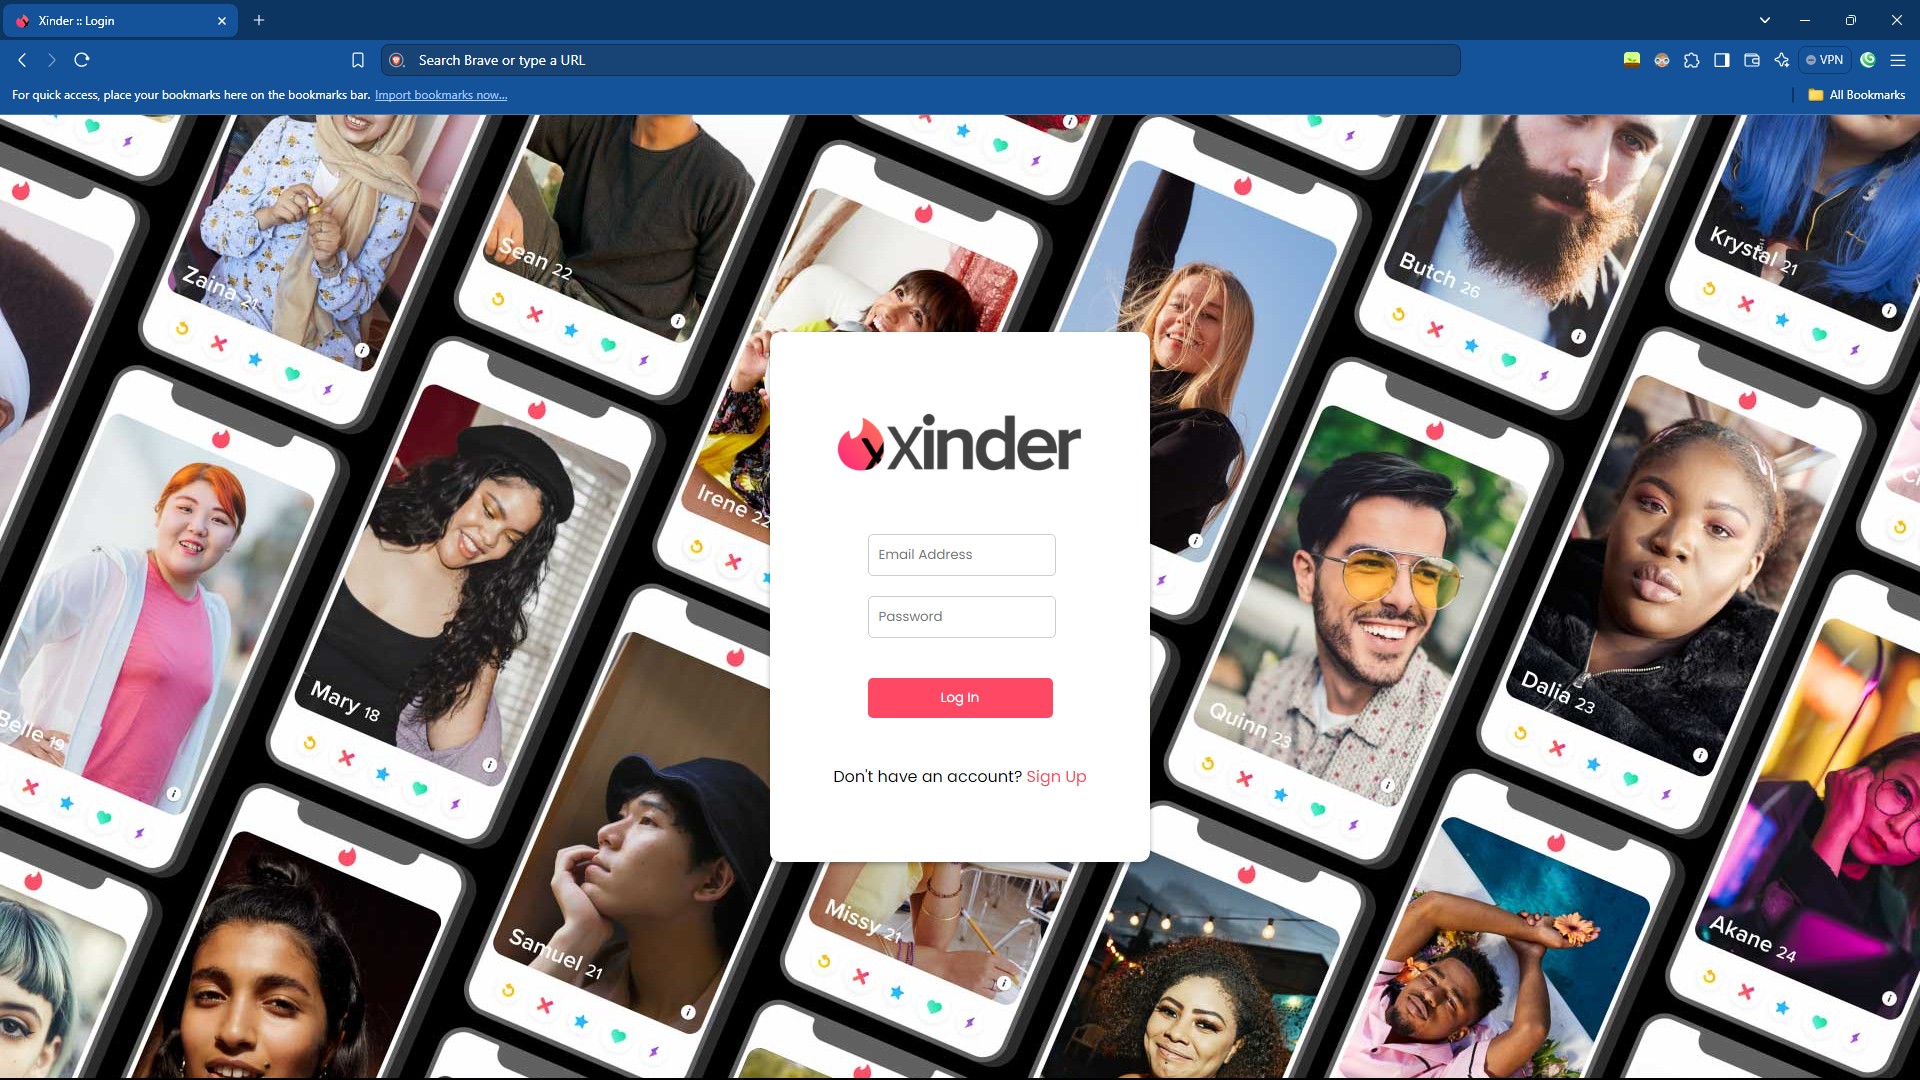 Xinder :: Login
Search Brave or type a URL
VPN
For quick access, place your bookmarks here on the bookmarks bar. Import bookmarks now...
All Bookmarks
Zaina 21
Sean 22
Butch 26
Krystal 21
xinder
Irene 22
Email Address
Password
Log In
Don't have an account? Sign Up
Belle 19
Mary 18
Quinn 23
Dalia 23
Samuel 21
Missy 21
Akane 24